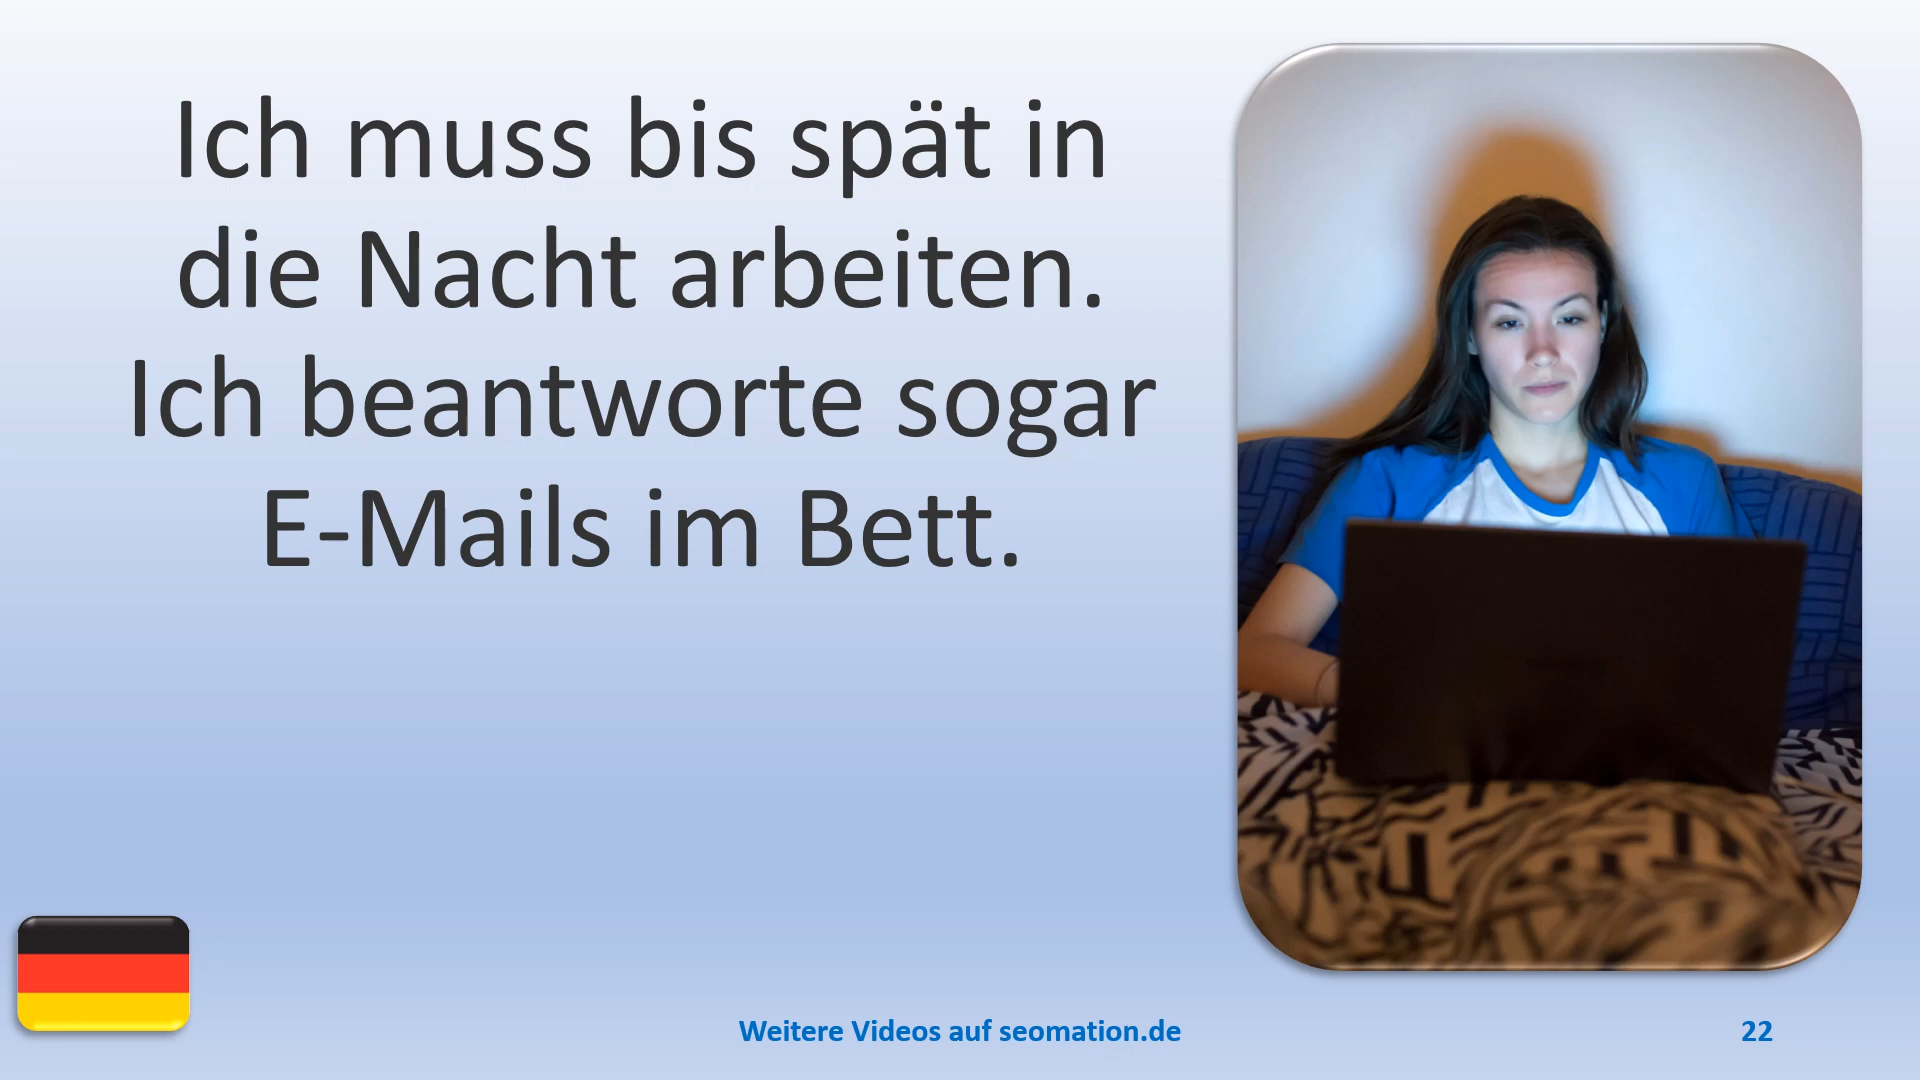 Ich muss bis spät in
die Nacht arbeiten.
Ich beantworte sogar
E-Mails im Bett.
Weitere Videos auf seomation.de
22